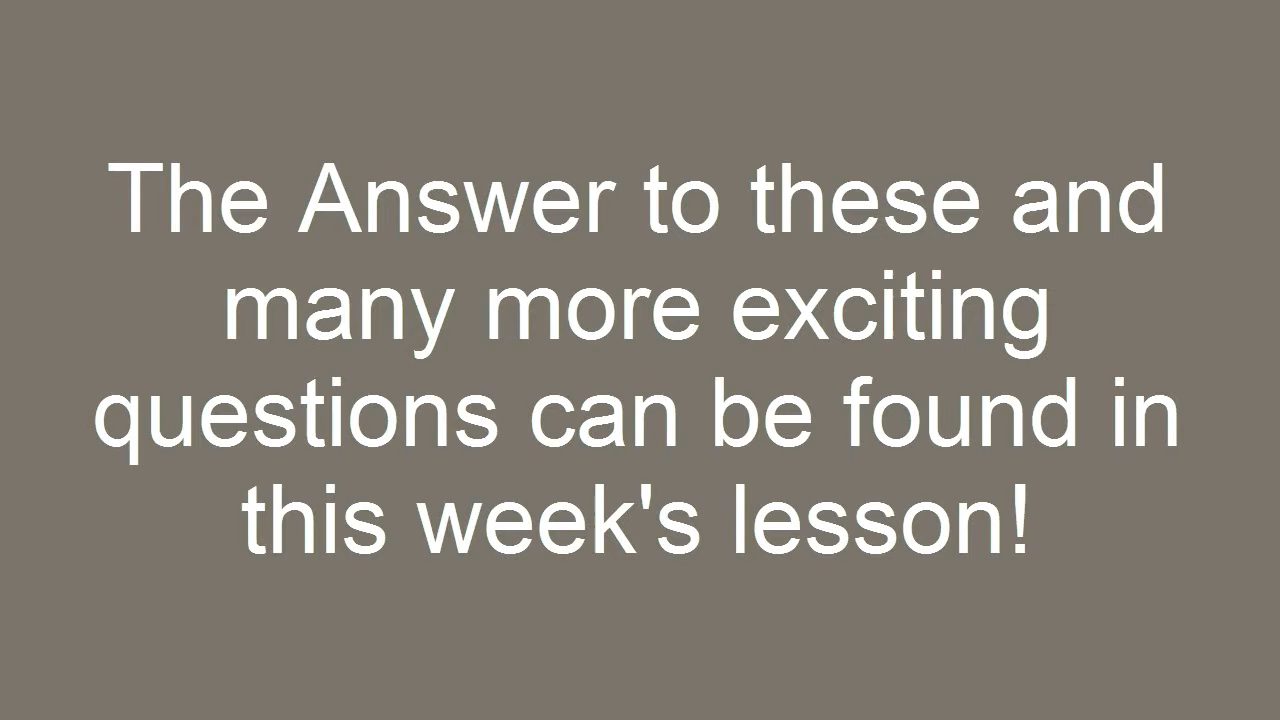 The Answer to these and
many more exciting
questions can be found in
this week's lesson!